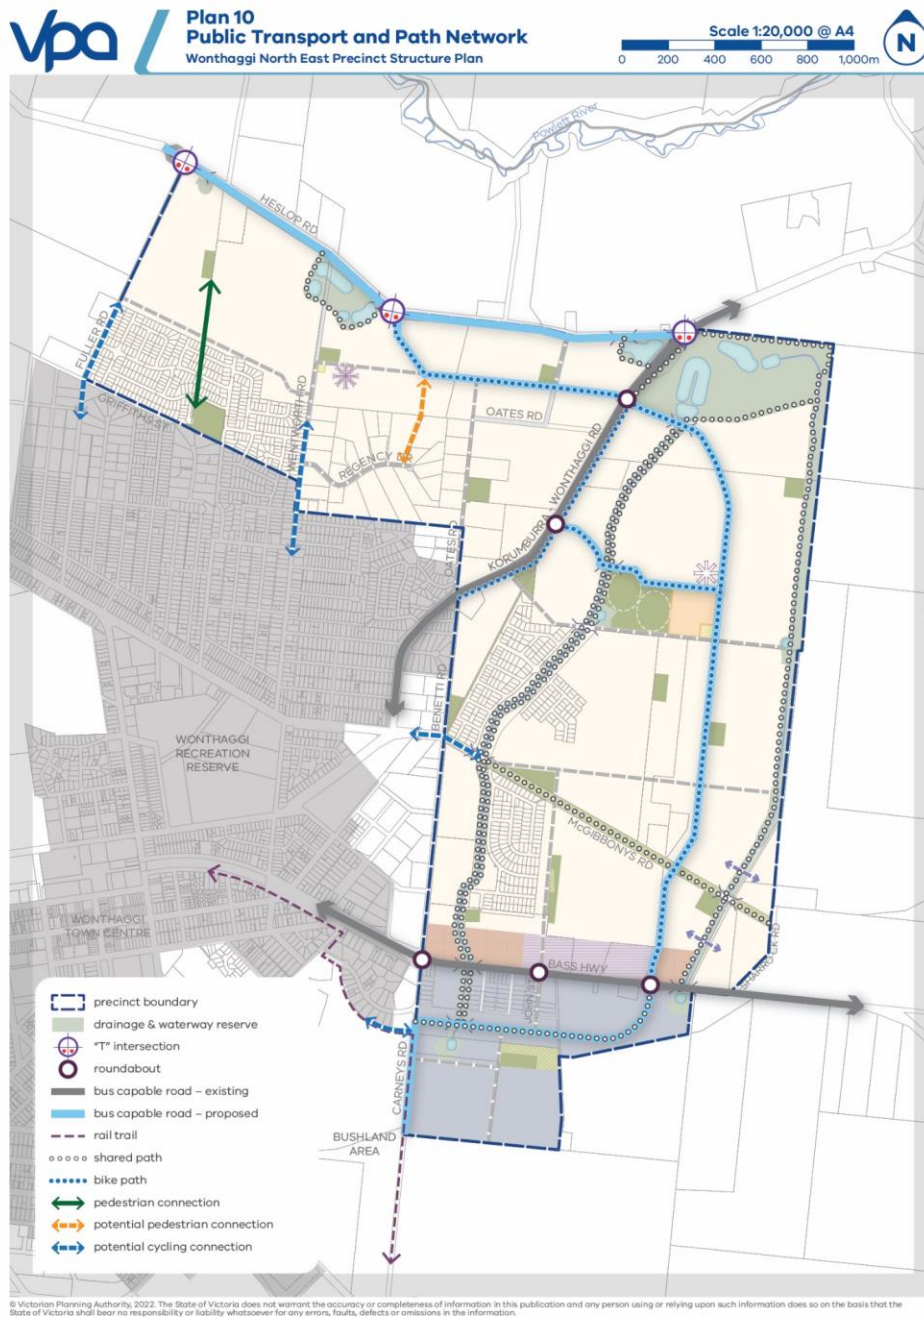 vpa
Plan 10
Public Transport and Path Network
Wonthaggi North East Precinct Structure Plan
Scale 1:20,000 @ A4
0 200 400 600 800 1,000m
N
Powlett River
HESLOP RD
FULLER RD
GRIFFITHS ST
WENTWORTH RD
OATES RD
REGENCY
KORUMBURRA - WONTHAGGI RD
OATES RD
BENETTI RD
WONTHAGGI
RECREATION
RESERVE
McGIBBONYS RD
WONTHAGGI
TOWN CENTRE
BASS HWY
JOHN ST
CARNEYS RD
BUSHLAND
AREA
precinct boundary
drainage & waterway reserve
"T" intersection
roundabout
bus capable road – existing
bus capable road – proposed
rail trail
shared path
bike path
pedestrian connection
potential pedestrian connection
potential cycling connection
© Victorian Planning Authority, 2022. The State of Victoria does not warrant the accuracy or completeness of information in this publication and any person using or relying upon such information does so on the basis that the
State of Victoria shall bear no responsibility or liability whatsoever for any errors, faults, defects or omissions in the information.